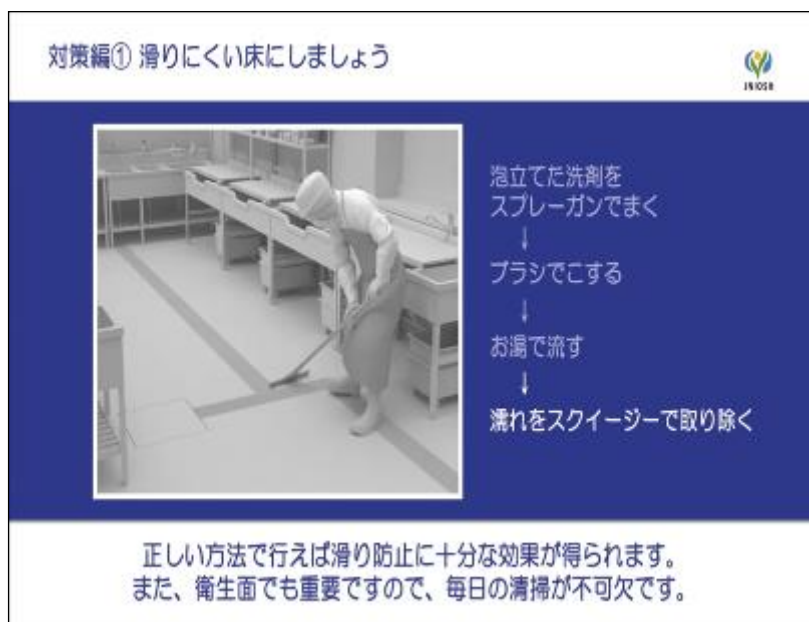 対策編① 滑りにくい床にしましょう
JNIOSH
泡立てた洗剤を
スプレーガンでまく
↓
ブラシでこする
↓
お湯で流す
↓
濡れをスクイージーで取り除く
正しい方法で行えば滑り防止に十分な効果が得られます。
また、衛生面でも重要ですので、毎日の清掃が不可欠です。